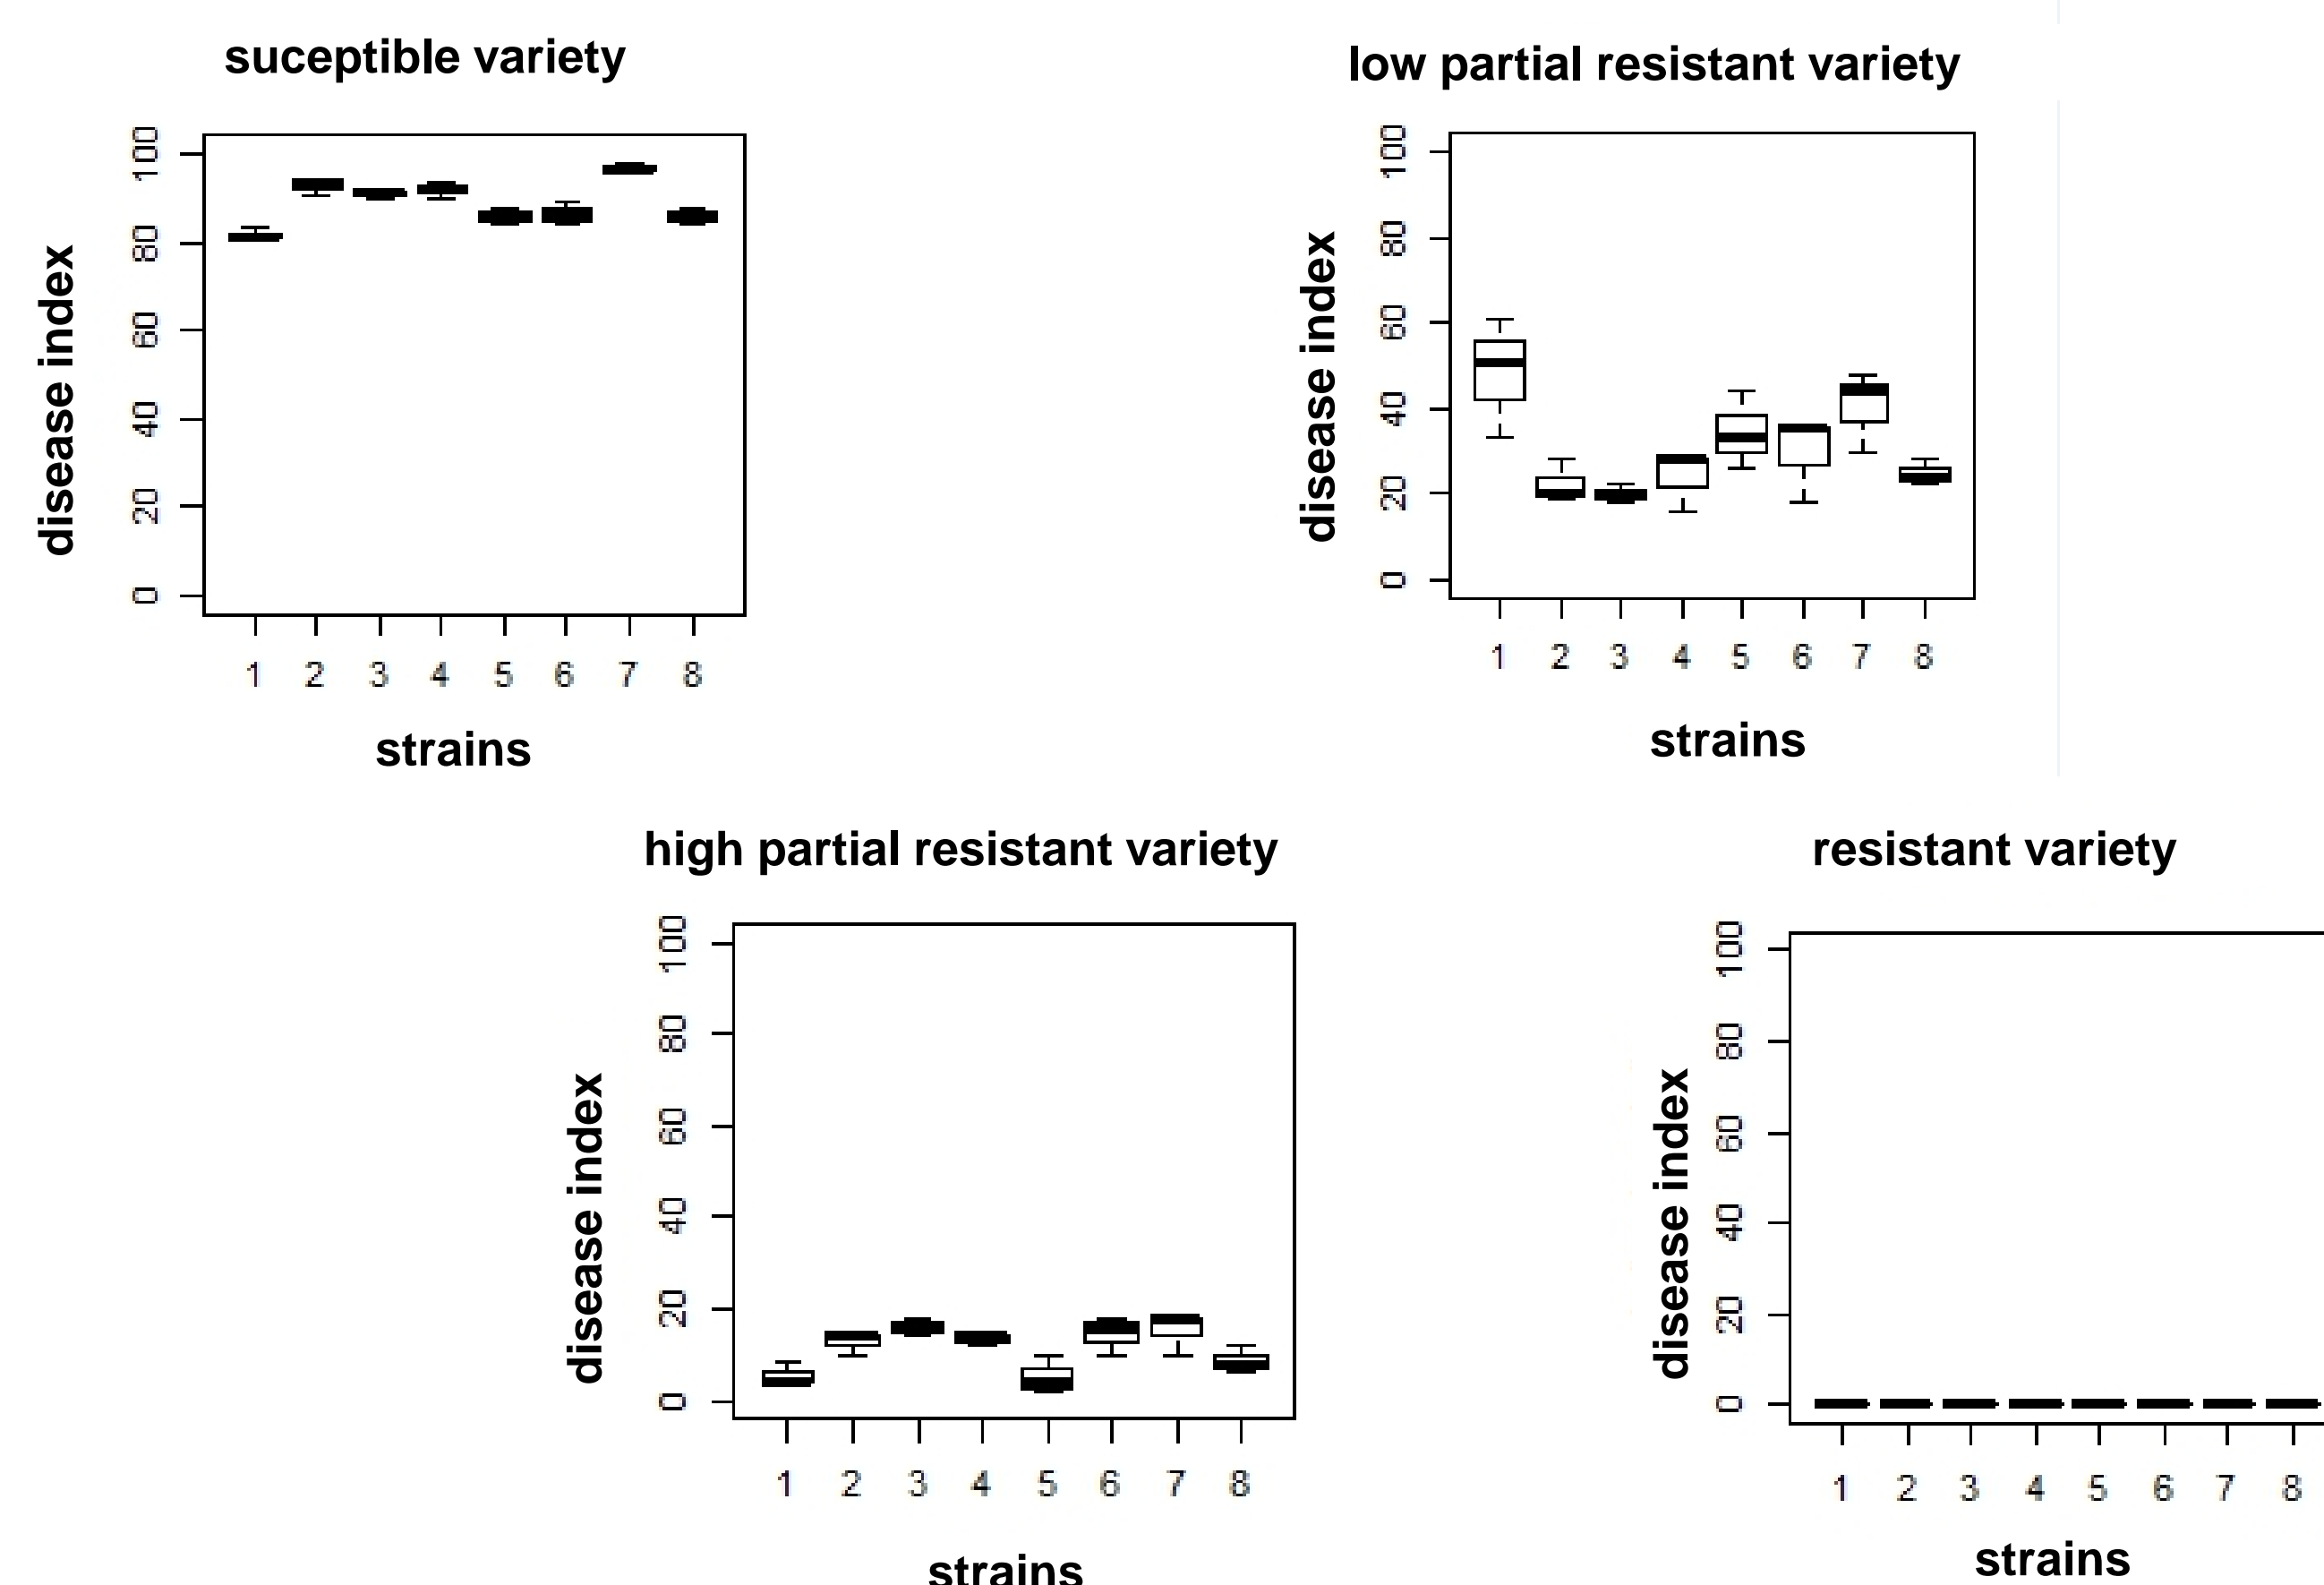 suceptible variety
disease index
100
80
60
40
20
0
1 2 3 4 5 6 7 8
strains
low partial resistant variety
disease index
100
80
60
40
20
0
1 2 3 4 5 6 7 8
strains
high partial resistant variety
disease index
100
80
60
40
20
0
1 2 3 4 5 6 7 8
strains
resistant variety
disease index
100
80
60
40
20
0
1 2 3 4 5 6 7 8
strains